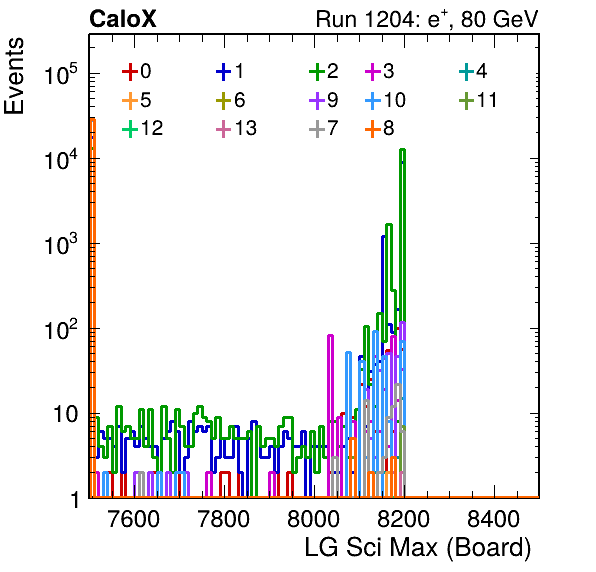 CaloX Run 1204: e⁺, 80 GeV
Events
0 1 2 3 4
5 6 9 10 11
12 13 7 8
10⁵
10⁴
10³
10²
10
1
7600 7800 8000 8200 8400
LG Sci Max (Board)